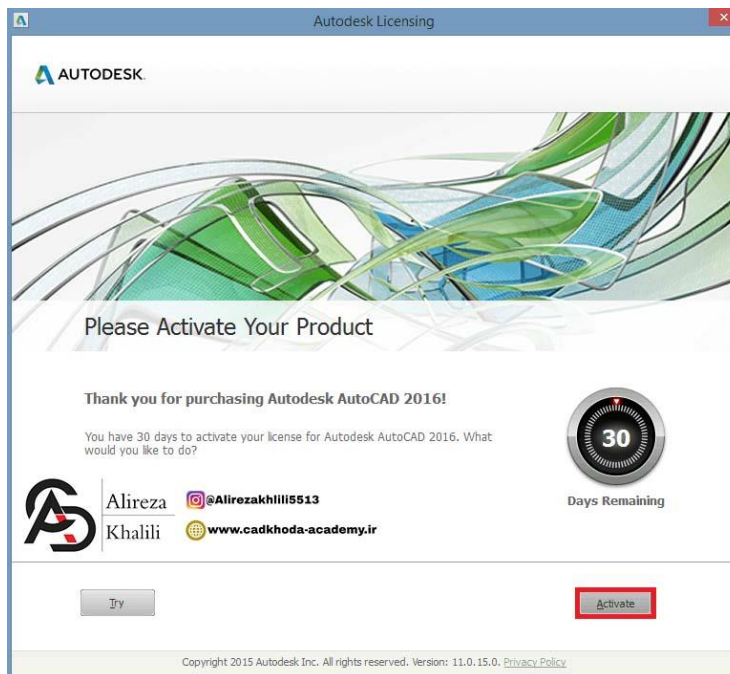 Autodesk Licensing
AUTODESK.
Please Activate Your Product
Thank you for purchasing Autodesk AutoCAD 2016!
You have 30 days to activate your license for Autodesk AutoCAD 2016. What
would you like to do?
30
Days Remaining
Alireza
Khalili
@Alirezakhlili5513
www.cadkhoda-academy.ir
Try
Activate
Copyright 2015 Autodesk Inc. All rights reserved. Version: 11.0.15.0. Privacy Policy